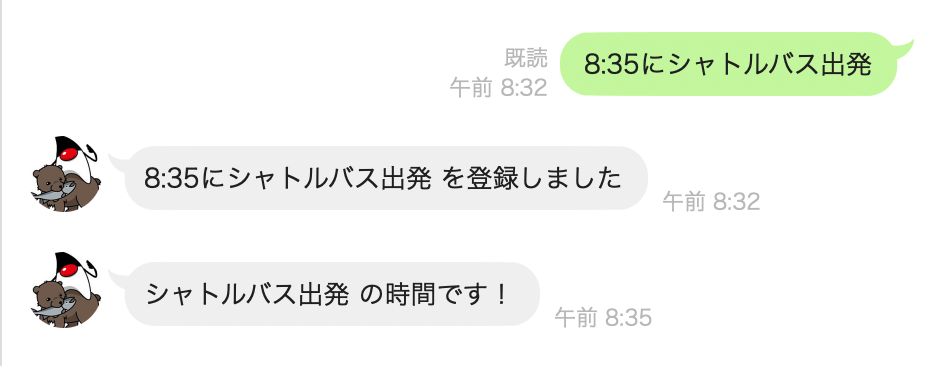 8:35にシャトルバス出発
既読
午前 8:32
8:35にシャトルバス出発 を登録しました
午前 8:32
シャトルバス出発 の時間です！
午前 8:35